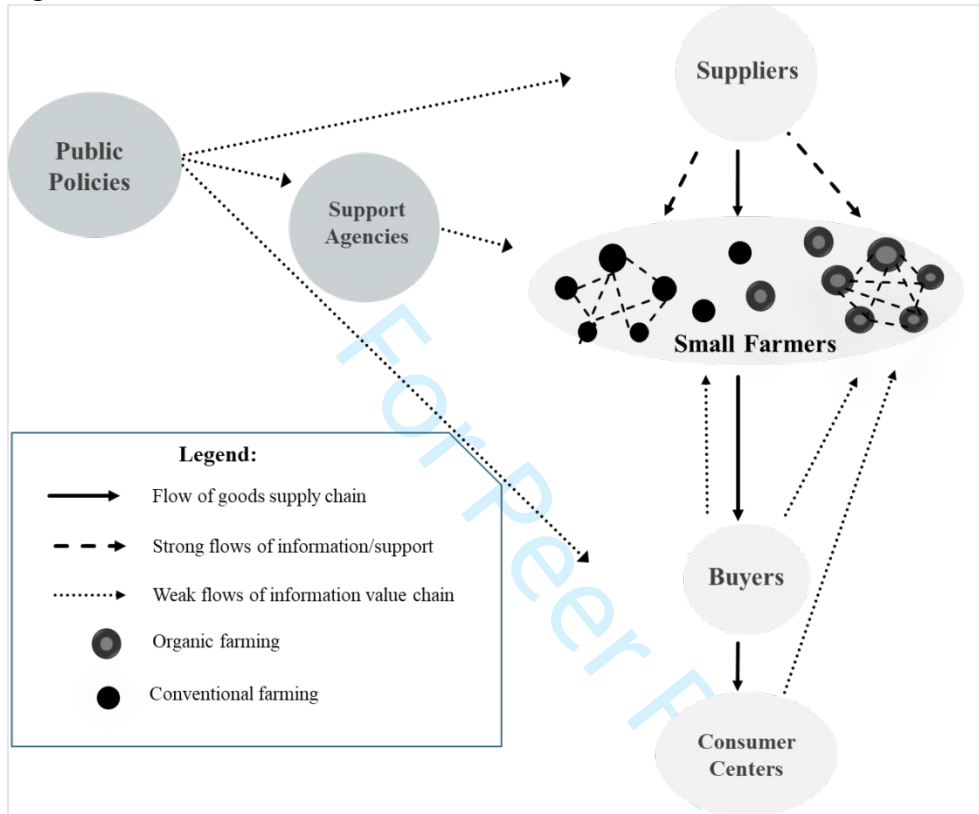 Suppliers
Public
Policies
Support
Agencies
Small Farmers
Legend:
Flow of goods supply chain
Strong flows of information/support
Weak flows of information value chain
Organic farming
Conventional farming
Buyers
Consumer
Centers
For Peer